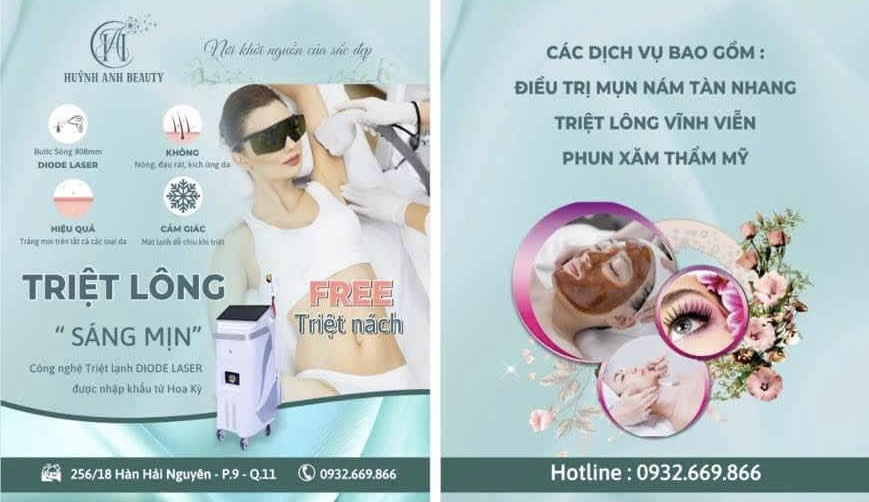 HUỲNH ANH BEAUTY
Nơi khởi nguồn của sắc đẹp
Bước Sóng 808mm
DIODE LASER
KHÔNG
Nóng, đau rát, kích ứng da
HIỆU QUẢ
Trắng mịn trên tất cả các loại da
CẢM GIÁC
Mát lạnh dễ chịu khi triệt
TRIỆT LÔNG
“ SÁNG MỊN”
Công nghệ Triệt lạnh DIODE LASER
được nhập khẩu từ Hoa Kỳ
FREE
Triệt nách
256/18 Hàn Hải Nguyên - P.9 - Q.11
0932.669.866
CÁC DỊCH VỤ BAO GỒM :
ĐIỀU TRỊ MỤN NÁM TÀN NHANG
TRIỆT LÔNG VĨNH VIỄN
PHUN XĂM THẨM MỸ
Hotline : 0932.669.866